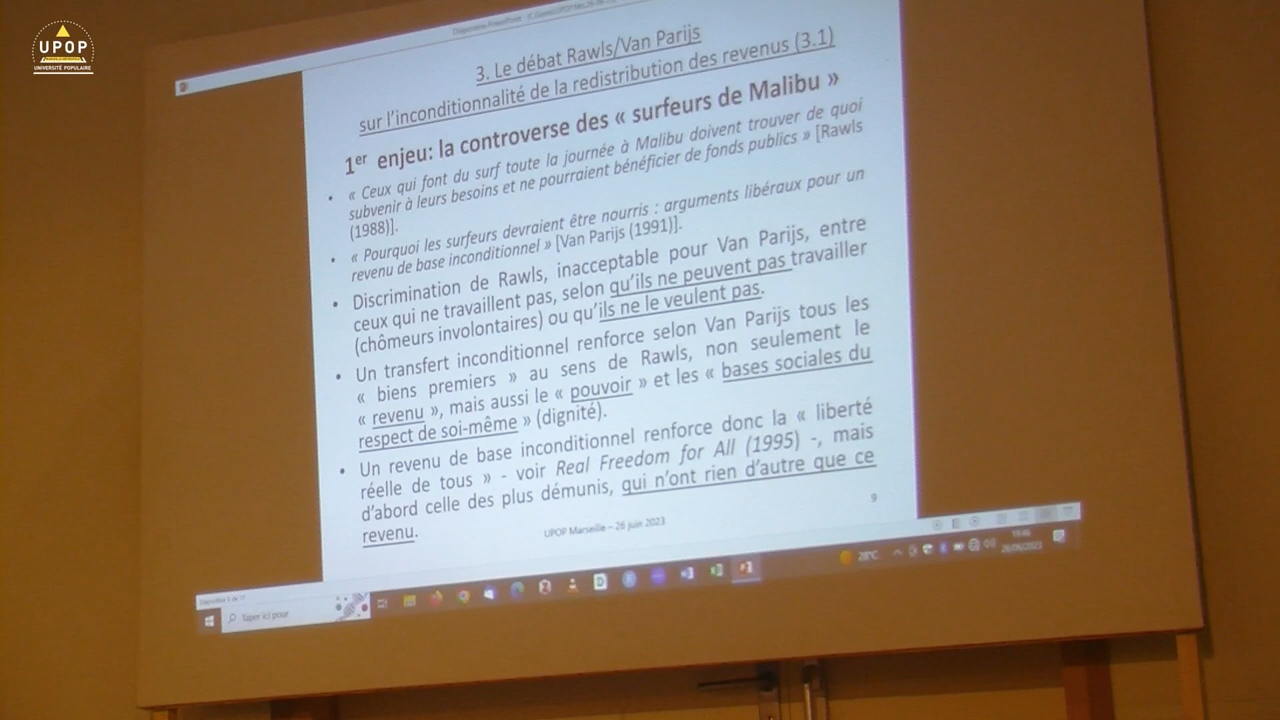 UPOP
UNIVERSITÉ POPULAIRE
3. Le débat Rawls/Van Parijs
sur l'inconditionnalité de la redistribution des revenus (3.1)
1er enjeu: la controverse des « surfeurs de Malibu »
• « Ceux qui font du surf toute la journée à Malibu doivent trouver de quoi
subvenir à leurs besoins et ne pourraient bénéficier de fonds publics » [Rawls
(1988)].
• « Pourquoi les surfeurs devraient être nourris : arguments libéraux pour un
revenu de base inconditionnel » [Van Parijs (1991)].
• Discrimination de Rawls, inacceptable pour Van Parijs, entre
ceux qui ne travaillent pas, selon qu'ils ne peuvent pas travailler
(chômeurs involontaires) ou qu'ils ne le veulent pas.
• Un transfert inconditionnel renforce selon Van Parijs tous les
« biens premiers » au sens de Rawls, non seulement le
« revenu », mais aussi le « pouvoir » et les « bases sociales du
respect de soi-même » (dignité).
• Un revenu de base inconditionnel renforce donc la « liberté
réelle de tous » - voir Real Freedom for All (1995) -, mais
d'abord celle des plus démunis, qui n'ont rien d'autre que ce
revenu.
UPOP Marseille – 26 juin 2023
9
Taper ici pour
28°C